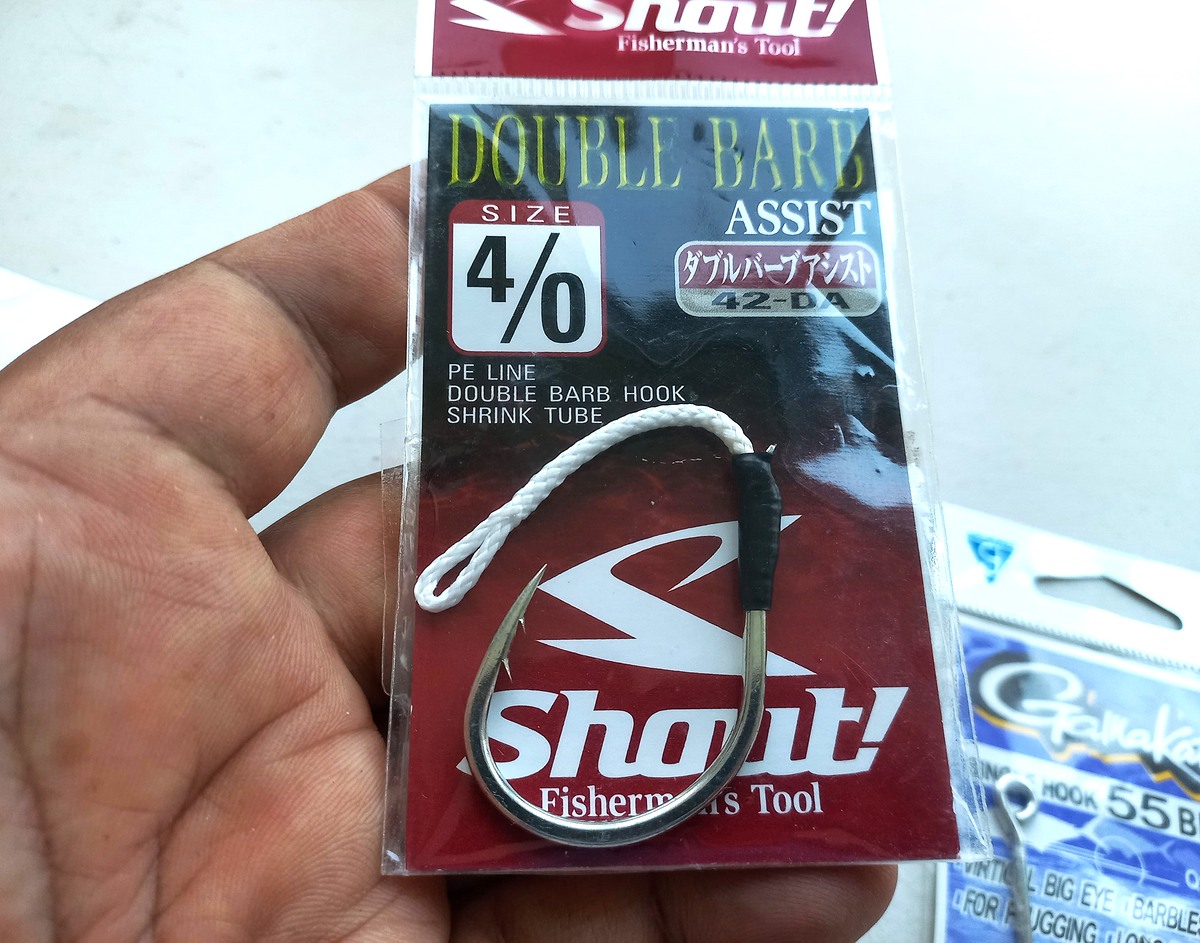 Shout!
Fisherman's Tool
DOUBLE BARB
ASSIST
SIZE
4/0
ダブルバーブアシスト
42-DA
PE LINE
DOUBLE BARB HOOK
SHRINK TUBE
Shout!
Fisherman's Tool
Gamaka
HOOK 55
BIG EYE
FOR